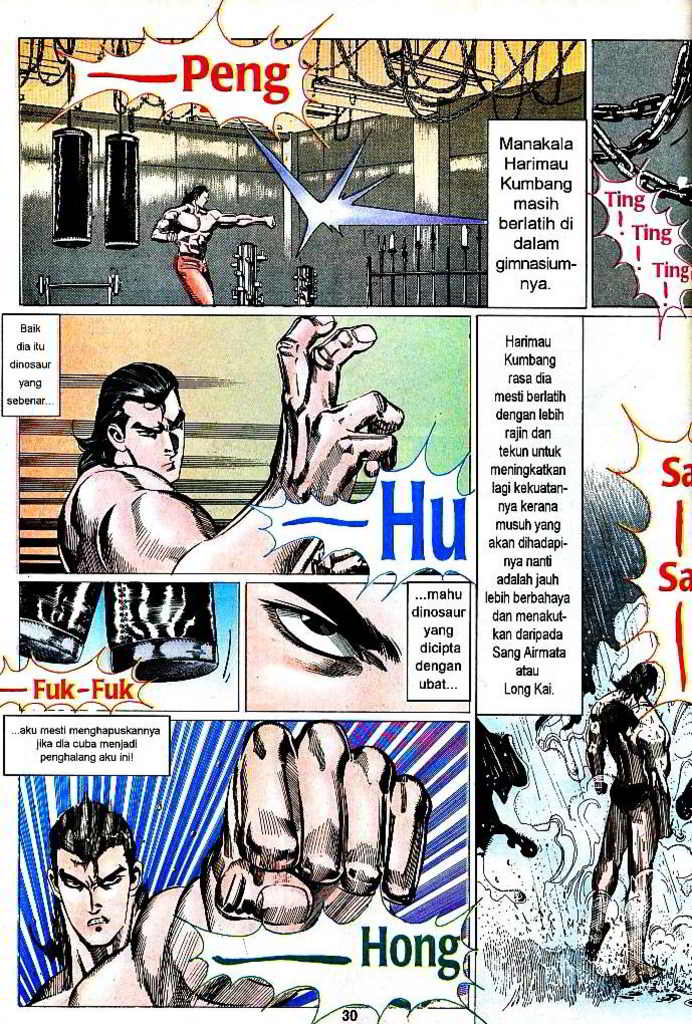 Peng
Manakala
Harimau
Kumbang
masih
berlatih di
dalam
gimnasium-
nya.
Ting
Ting
Ting
Baik
dia itu
dinosaur
yang
sebenar...
Hu
Harimau
Kumbang
rasa dia
mesti berlatih
dengan lebih
rajin dan
tekun untuk
meningkatkan
lagi kekuatan-
nya kerana
musuh yang
akan dihadapi-
nya nanti
adalah jauh
lebih berbahaya
dan menakut-
kan daripada
Sang Airmata
atau
Long Kai.
Sa
Sa
Fuk-Fuk
...mahu
dinosaur
yang
dicipta
dengan
ubat...
...aku mesti menghapuskannya
jika dia cuba menjadi
penghalang aku ini!
Hong
30